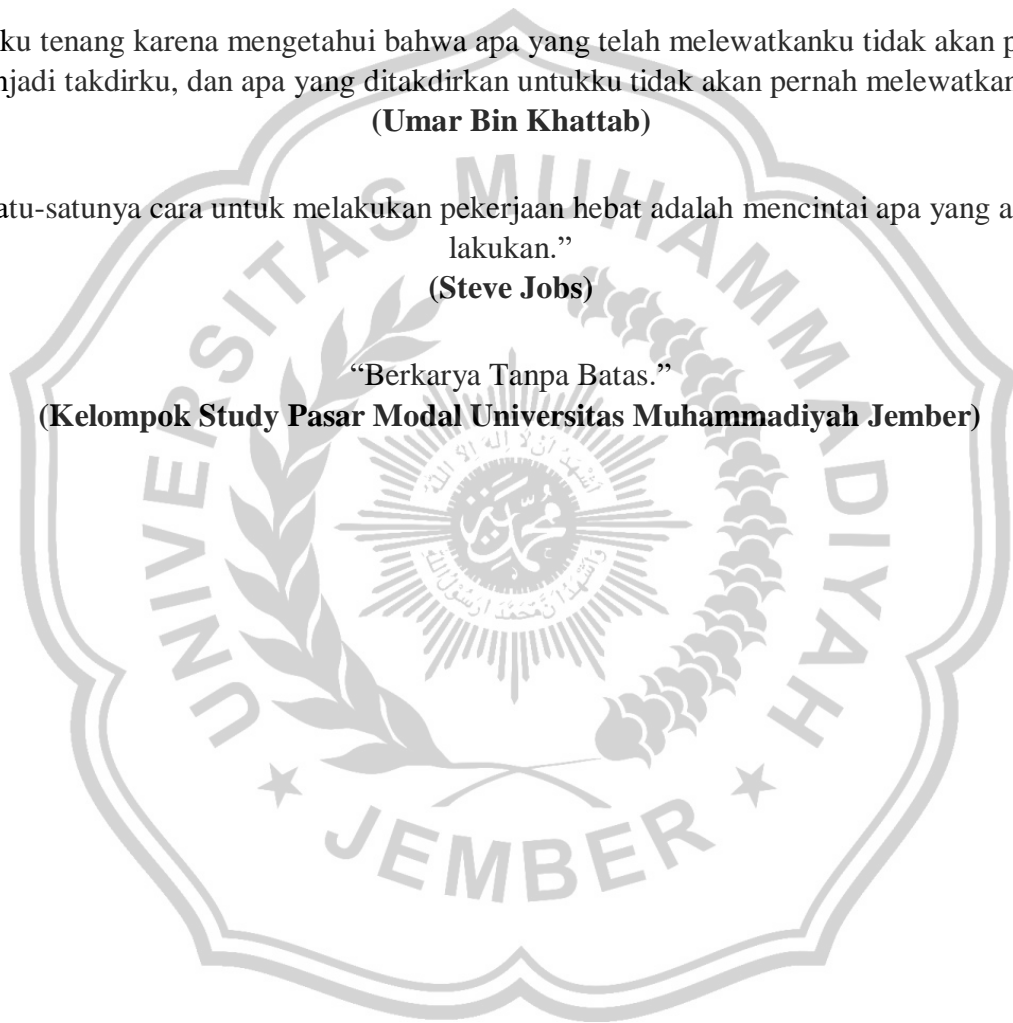 ku tenang karena mengetahui bahwa apa yang telah melewatkanku tidak akan p
njadi takdirku, dan apa yang ditakdirkan untukku tidak akan pernah melewatkan
(Umar Bin Khattab)
atu-satunya cara untuk melakukan pekerjaan hebat adalah mencintai apa yang a
lakukan.”
(Steve Jobs)
“Berkarya Tanpa Batas.”
(Kelompok Study Pasar Modal Universitas Muhammadiyah Jember)
UNIVERSITAS MUHAMMADIYAH
JEMBER